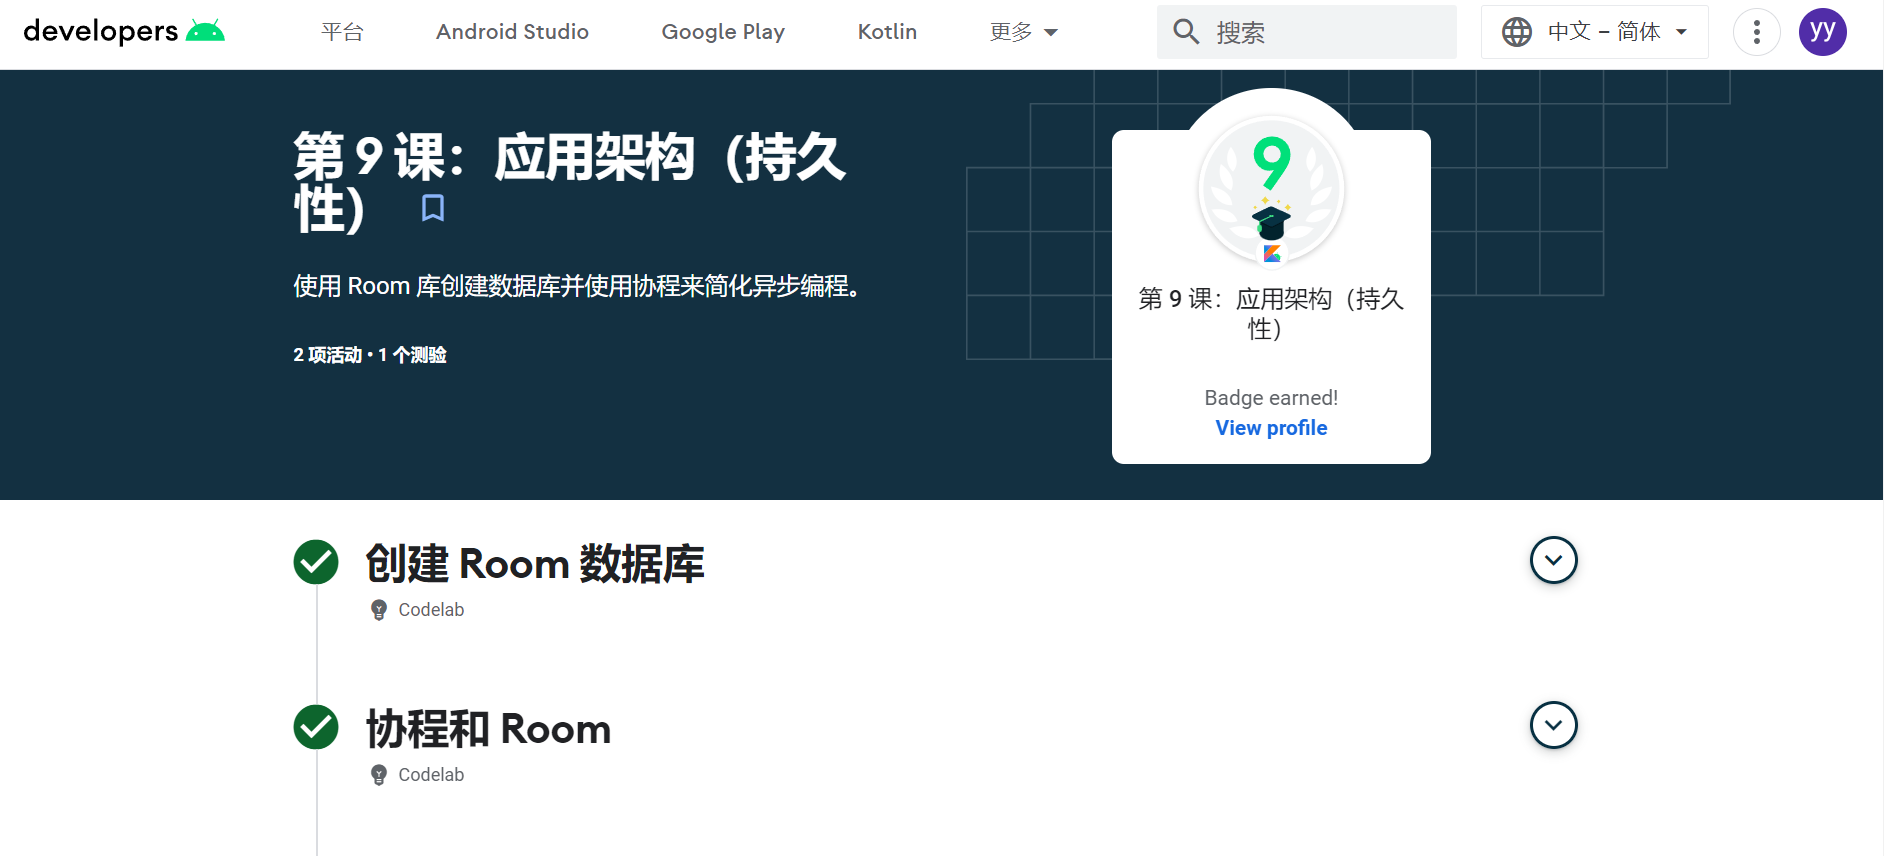 developers
平台
Android Studio
Google Play
Kotlin
更多
搜索
中文 – 简体
yy
第 9 课：应用架构（持久
性）
使用 Room 库创建数据库并使用协程来简化异步编程。
2 项活动 • 1 个测验
9
第 9 课：应用架构（持久
性）
Badge earned!
View profile
创建 Room 数据库
Codelab
协程和 Room
Codelab